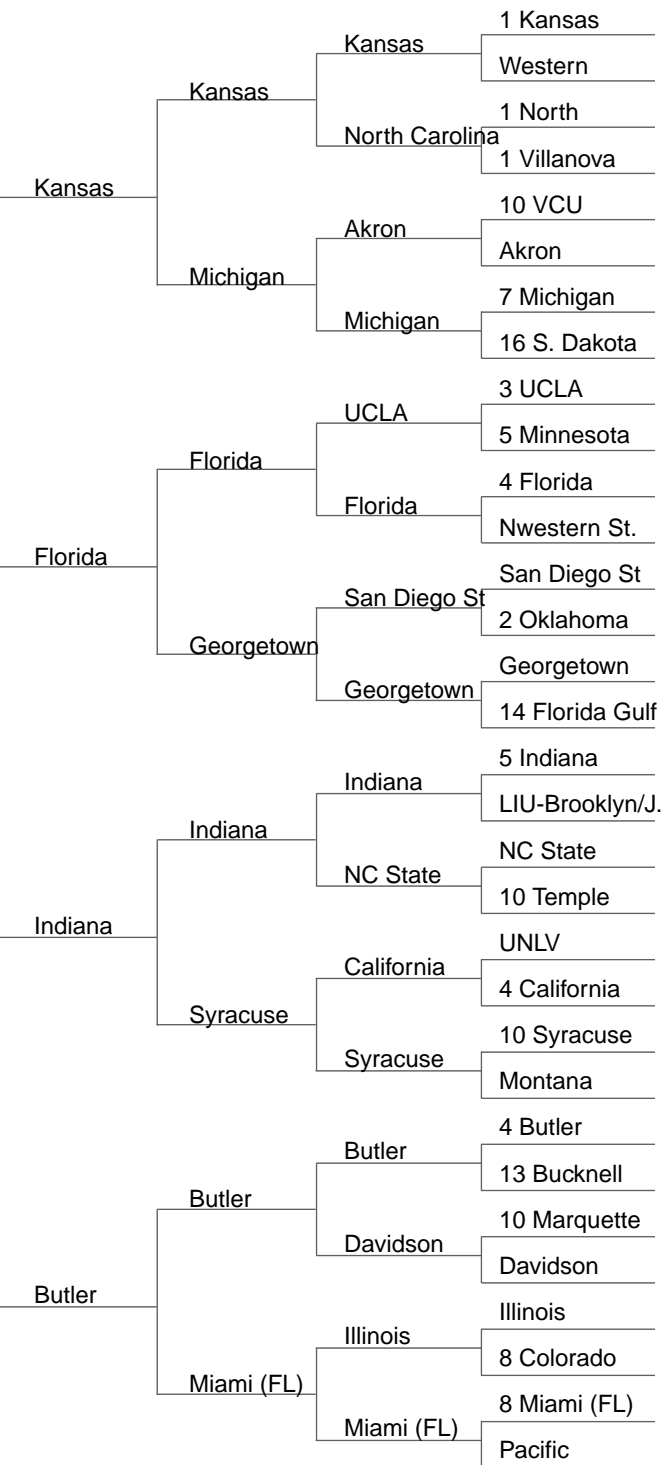 1 Kansas
Kansas
Western
Kansas
1 North
North Carolina
1 Villanova
Kansas
10 VCU
Akron
Akron
Michigan
7 Michigan
Michigan
16 S. Dakota
3 UCLA
UCLA
5 Minnesota
Florida
4 Florida
Florida
Nwestern St.
Florida
San Diego St
San Diego St
2 Oklahoma
Georgetown
Georgetown
Georgetown
14 Florida Gulf
5 Indiana
Indiana
LIU-Brooklyn/J.
Indiana
NC State
NC State
10 Temple
Indiana
UNLV
California
4 California
Syracuse
10 Syracuse
Syracuse
Montana
4 Butler
Butler
13 Bucknell
Butler
10 Marquette
Davidson
Davidson
Butler
Illinois
Illinois
8 Colorado
Miami (FL)
8 Miami (FL)
Miami (FL)
Pacific